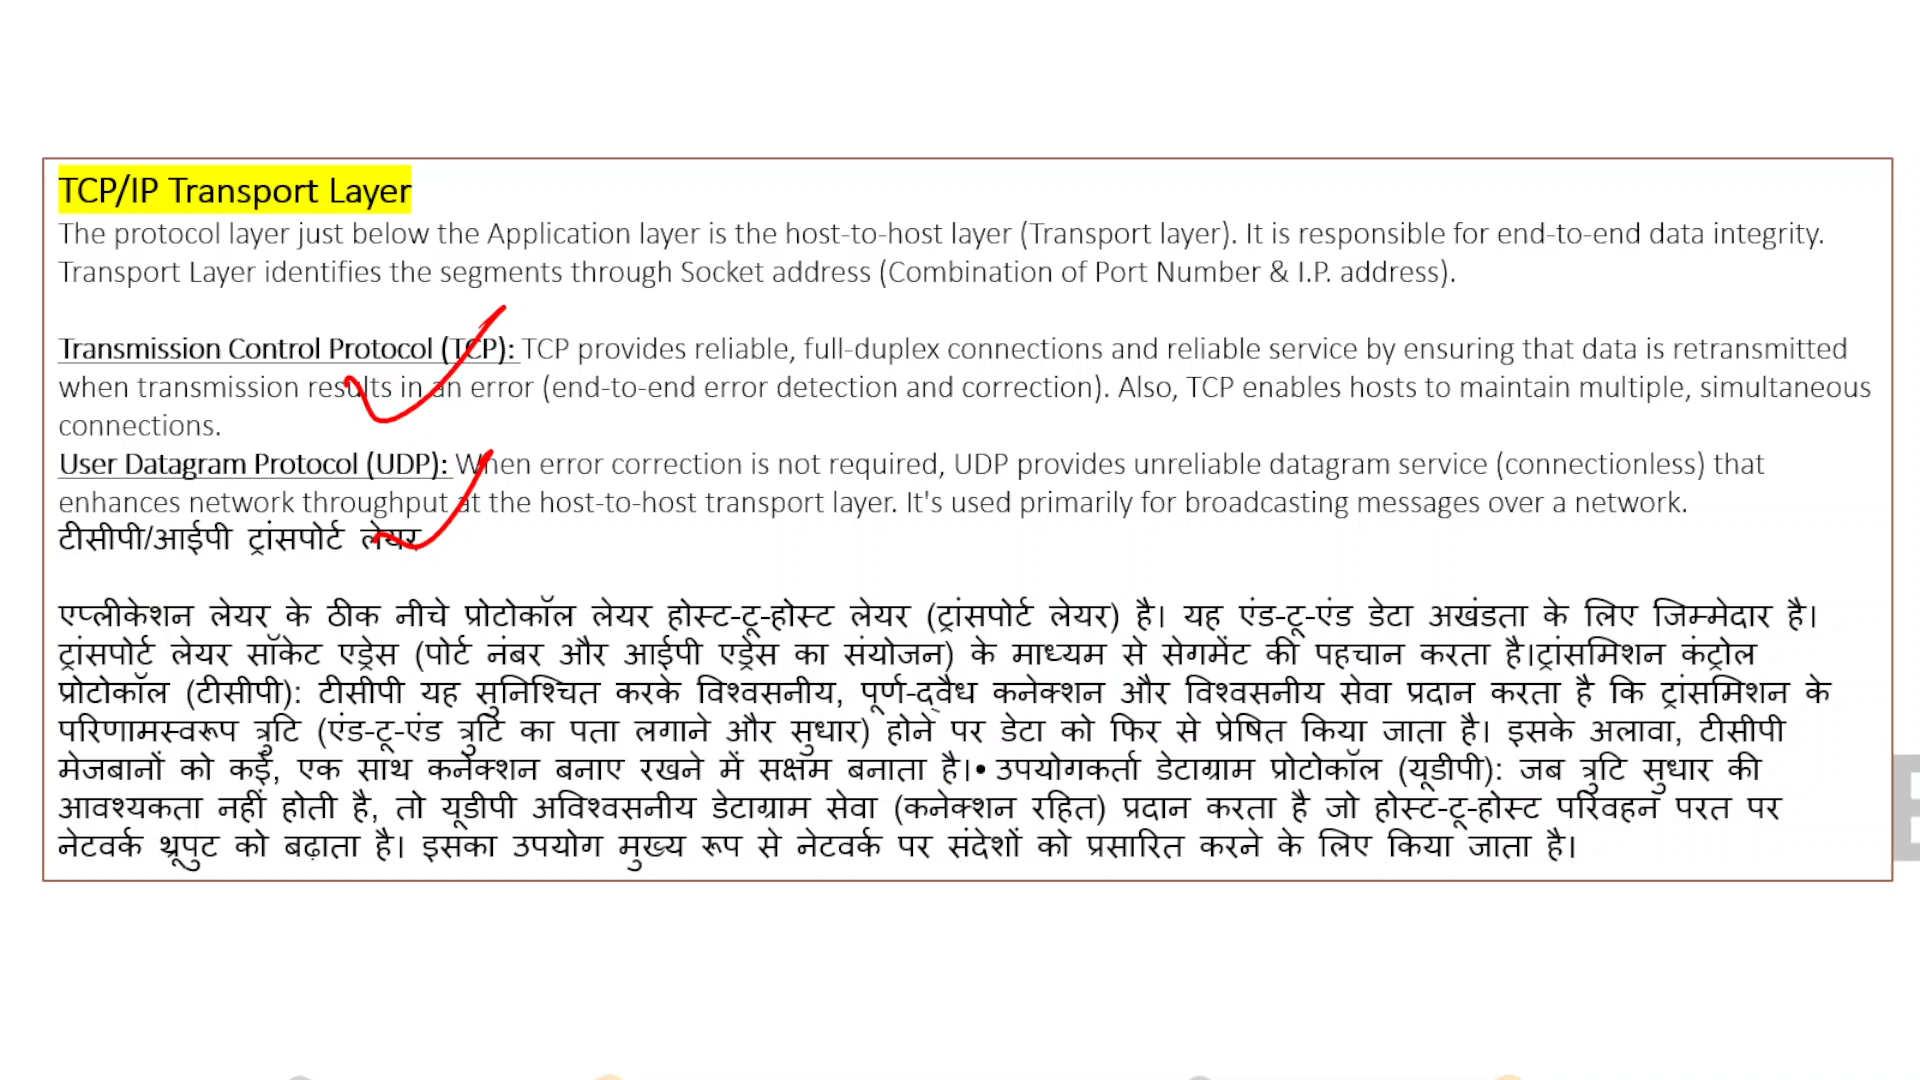 TCP/IP Transport Layer
The protocol layer just below the Application layer is the host-to-host layer (Transport layer). It is responsible for end-to-end data integrity.
Transport Layer identifies the segments through Socket address (Combination of Port Number & I.P. address).
Transmission Control Protocol (TCP): TCP provides reliable, full-duplex connections and reliable service by ensuring that data is retransmitted
when transmission results in an error (end-to-end error detection and correction). Also, TCP enables hosts to maintain multiple, simultaneous
connections.
User Datagram Protocol (UDP): When error correction is not required, UDP provides unreliable datagram service (connectionless) that
enhances network throughput at the host-to-host transport layer. It's used primarily for broadcasting messages over a network.
टीसीपी/आईपी ट्रांसपोर्ट लेयर
एप्लीकेशन लेयर के ठीक नीचे प्रोटोकॉल लेयर होस्ट-टू-होस्ट लेयर (ट्रांसपोर्ट लेयर) है। यह एंड-टू-एंड डेटा अखंडता के लिए जिम्मेदार है।
ट्रांसपोर्ट लेयर सॉकेट एड्रेस (पोर्ट नंबर और आईपी एड्रेस का संयोजन) के माध्यम से सेगमेंट की पहचान करता है।ट्रांसमिशन कंट्रोल
प्रोटोकॉल (टीसीपी): टीसीपी यह सुनिश्चित करके विश्वसनीय, पूर्ण-द्वैध कनेक्शन और विश्वसनीय सेवा प्रदान करता है कि ट्रांसमिशन के
परिणामस्वरूप त्रुटि (एंड-टू-एंड त्रुटि का पता लगाने और सुधार) होने पर डेटा को फिर से प्रेषित किया जाता है। इसके अलावा, टीसीपी
मेजबानों को कई, एक साथ कनेक्शन बनाए रखने में सक्षम बनाता है।• उपयोगकर्ता डेटाग्राम प्रोटोकॉल (यूडीपी): जब त्रुटि सुधार की
आवश्यकता नहीं होती है, तो यूडीपी अविश्वसनीय डेटाग्राम सेवा (कनेक्शन रहित) प्रदान करता है जो होस्ट-टू-होस्ट परिवहन परत पर
नेटवर्क थ्रूपुट को बढ़ाता है। इसका उपयोग मुख्य रूप से नेटवर्क पर संदेशों को प्रसारित करने के लिए किया जाता है।